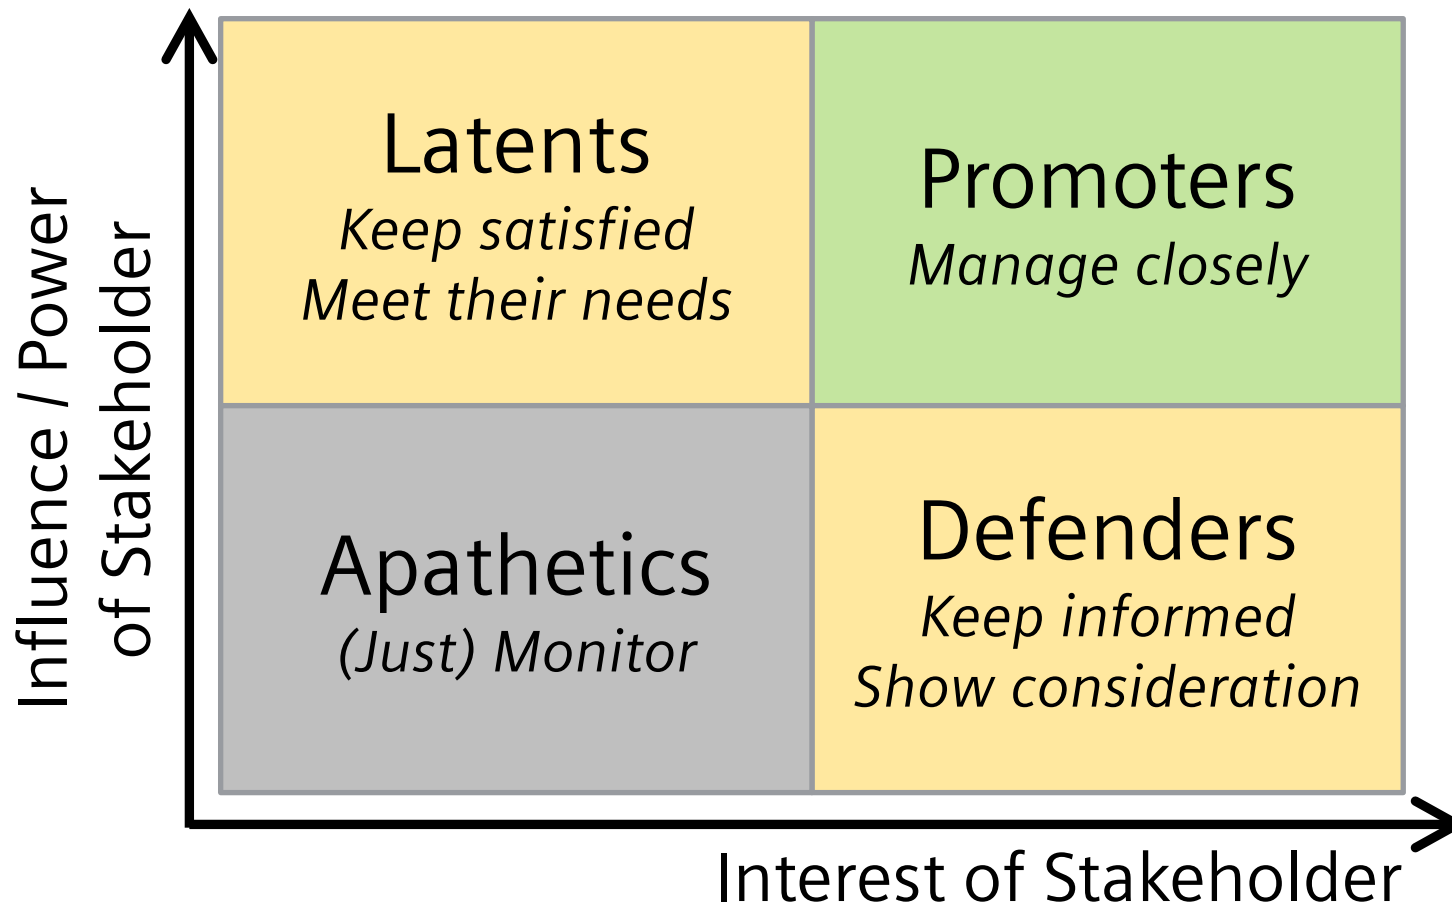 Influence / Power
of Stakeholder
Latents
Keep satisfied
Meet their needs
Promoters
Manage closely
Apathetics
(Just) Monitor
Defenders
Keep informed
Show consideration
Interest of Stakeholder